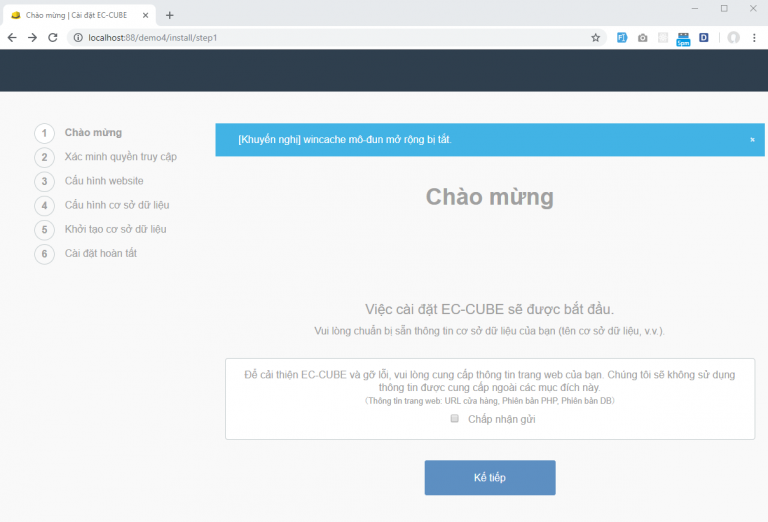 Chào mừng | Cài đặt EC-CUBE
localhost:88/demo4/install/step1
Spin
D
1 Chào mừng
2 Xác minh quyền truy cập
3 Cấu hình website
4 Cấu hình cơ sở dữ liệu
5 Khởi tạo cơ sở dữ liệu
6 Cài đặt hoàn tất
[Khuyến nghị] wincache mô-đun mở rộng bị tắt.
Chào mừng
Việc cài đặt EC-CUBE sẽ được bắt đầu.
Vui lòng chuẩn bị sẵn thông tin cơ sở dữ liệu của bạn (tên cơ sở dữ liệu, v.v.).
Để cải thiện EC-CUBE và gỡ lỗi, vui lòng cung cấp thông tin trang web của bạn. Chúng tôi sẽ không sử dụng
thông tin được cung cấp ngoài các mục đích này.
(Thông tin trang web: URL cửa hàng, Phiên bản PHP, Phiên bản DB)
Chấp nhận gửi
Kế tiếp